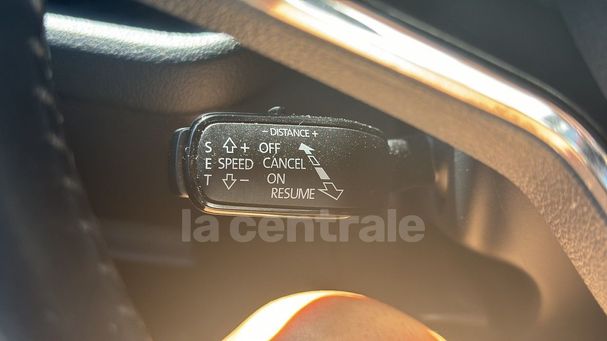 - DISTANCE +
S ⇧ + OFF
E SPEED CANCEL
T ⇩ - ON
RESUME
la centrale